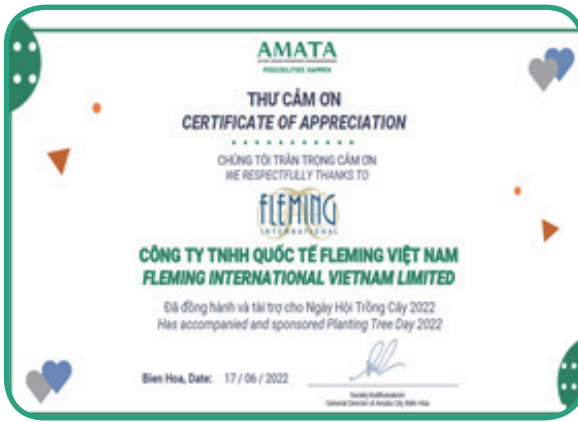 AMATA
POSSIBILITIES HAPPEN
THƯ CẢM ƠN
CERTIFICATE OF APPRECIATION
CHÚNG TÔI TRÂN TRỌNG CẢM ƠN
WE RESPECTFULLY THANKS TO
FLEMING
INTERNATIONAL
CÔNG TY TNHH QUỐC TẾ FLEMING VIỆT NAM
FLEMING INTERNATIONAL VIETNAM LIMITED
Đã đồng hành và tài trợ cho Ngày Hội Trồng Cây 2022
Has accompanied and sponsored Planting Tree Day 2022
Bien Hoa, Date: 17 / 06 / 2022
General Director of Amata City Biên Hòa